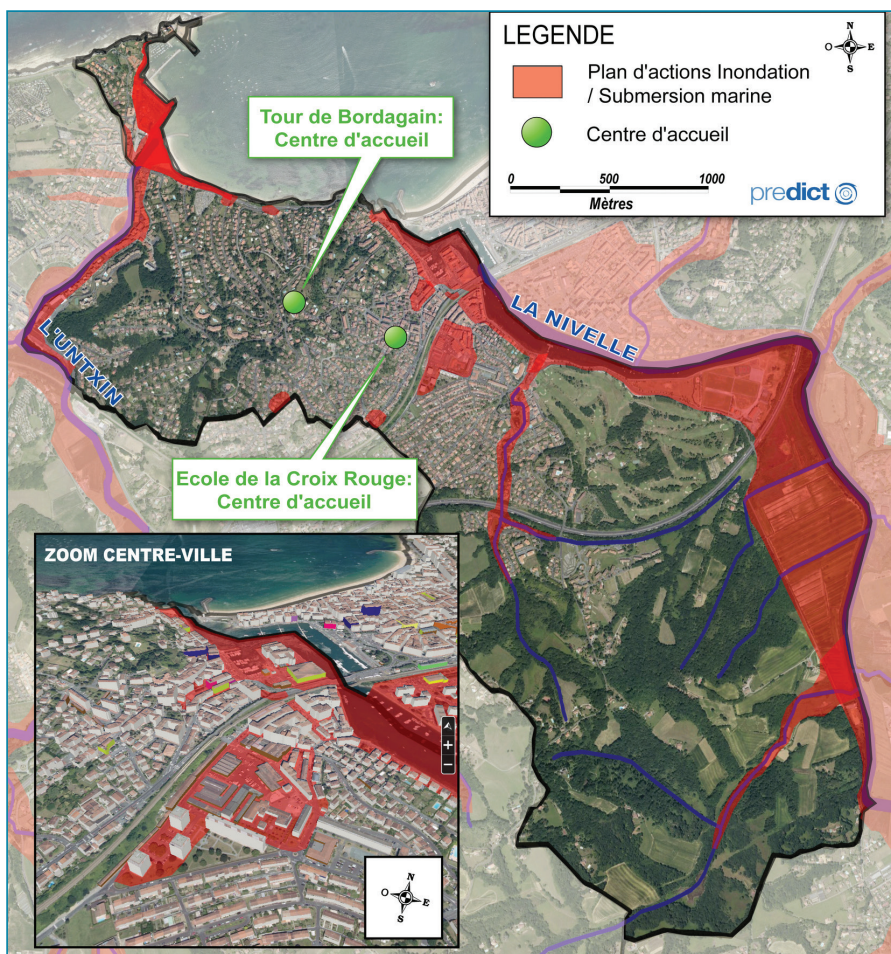 LEGENDE
N
O E
S
Plan d'actions Inondation
/ Submersion marine
Centre d'accueil
0 500 1000
Mètres
predict
Tour de Bordagain:
Centre d'accueil
LA NIVELLE
L'UNTXIN
Ecole de la Croix Rouge:
Centre d'accueil
ZOOM CENTRE-VILLE
+
−
N
O E
S